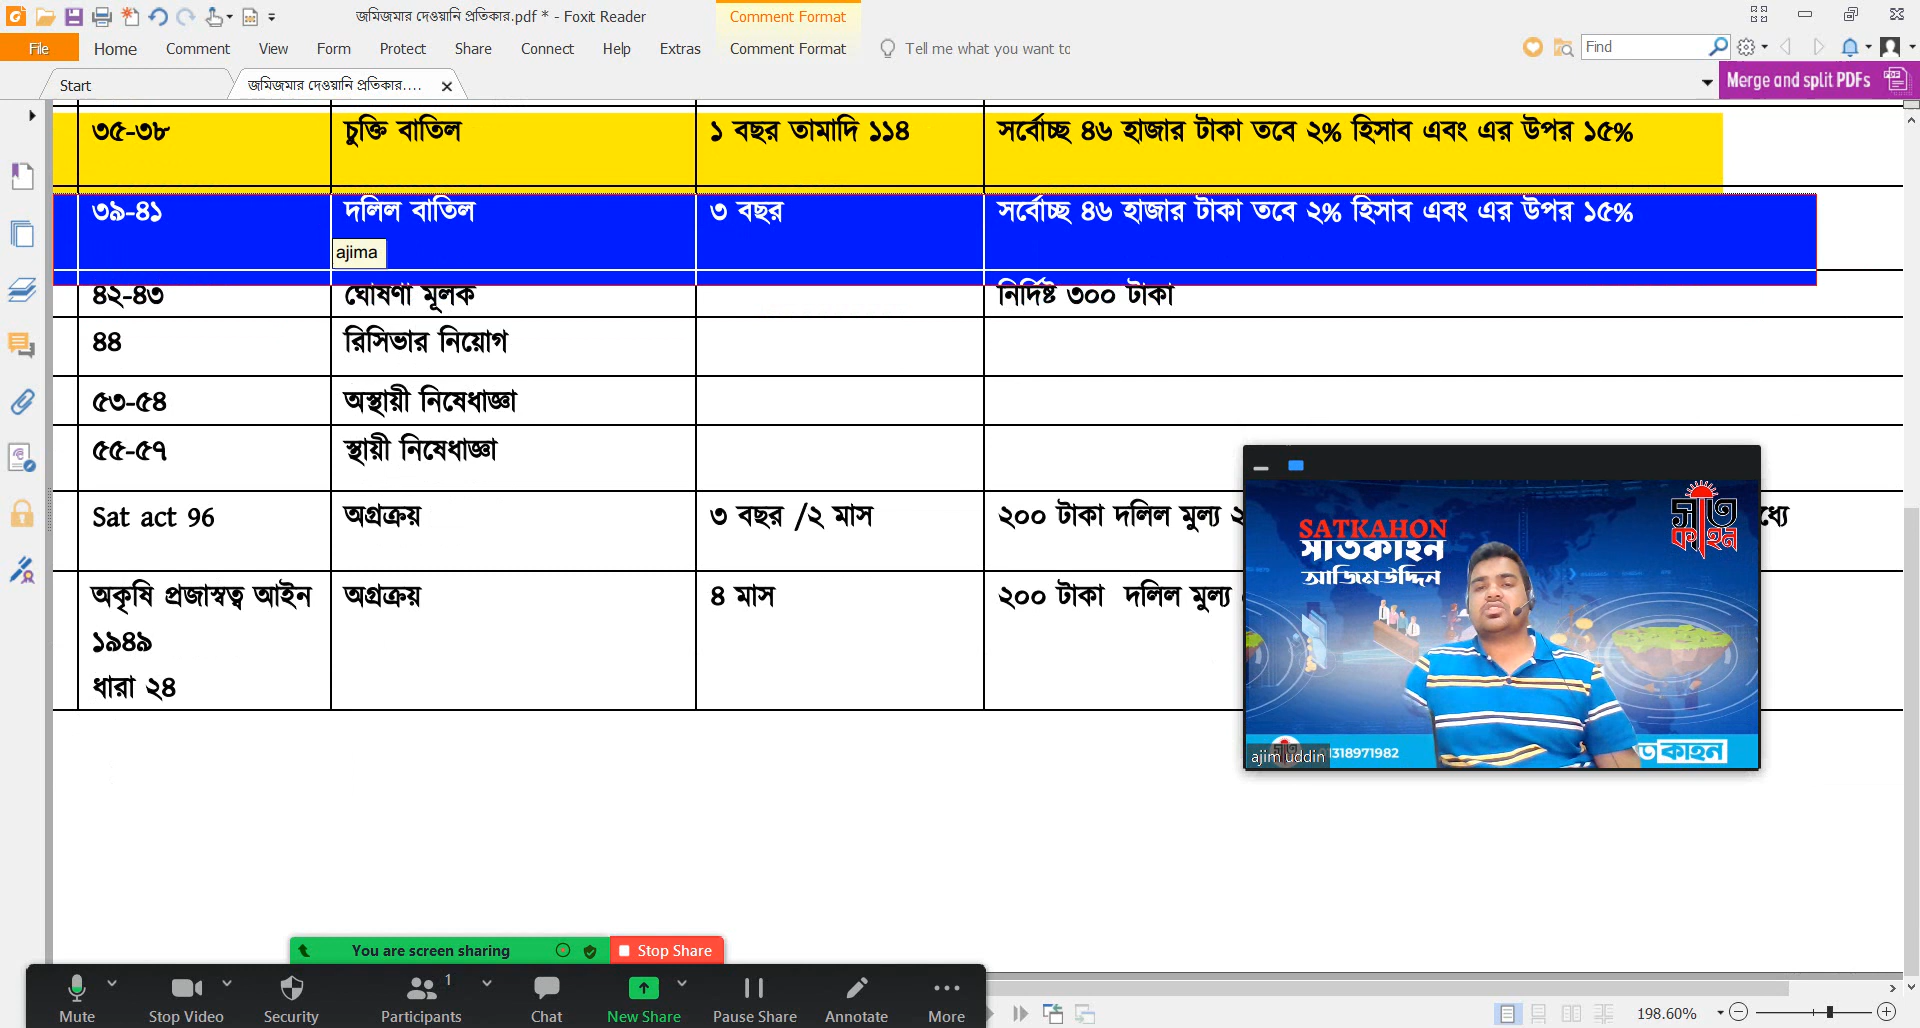 জমিজমার দেওয়ানি প্রতিকার.pdf * - Foxit Reader
Comment Format
File Home Comment View Form Protect Share Connect Help Extras Comment Format Tell me what you want to Find
Start জমিজমার দেওয়ানি প্রতিকার.... Merge and split PDFs
৩৫-৩৮ চুক্তি বাতিল ১ বছর তামাদি ১১৪ সর্বোচ্ছ ৪৬ হাজার টাকা তবে ২% হিসাব এবং এর উপর ১৫%
৩৯-৪১ দলিল বাতিল ৩ বছর সর্বোচ্ছ ৪৬ হাজার টাকা তবে ২% হিসাব এবং এর উপর ১৫%
ajima
৪২-৪৩ ঘোষণা মূলক নির্দিষ্ট ৩০০ টাকা
৪৪ রিসিভার নিয়োগ
৫৩-৫৪ অস্থায়ী নিষেধাজ্ঞা
৫৫-৫৭ স্থায়ী নিষেধাজ্ঞা
Sat act 96 অগ্রক্রয় ৩ বছর /২ মাস ২০০ টাকা দলিল মুল্য
অকৃষি প্রজাস্বত্ব আইন অগ্রক্রয় ৪ মাস ২০০ টাকা দলিল মুল্য
১৯৪৯
ধারা ২৪
SATKAHON
সাতকাহন
আজিমউদ্দিন
সাত
কাহন
1318971982
কাহন
ajim uddin
You are screen sharing Stop Share
1
Mute Stop Video Security Participants Chat New Share Pause Share Annotate More
198.60%